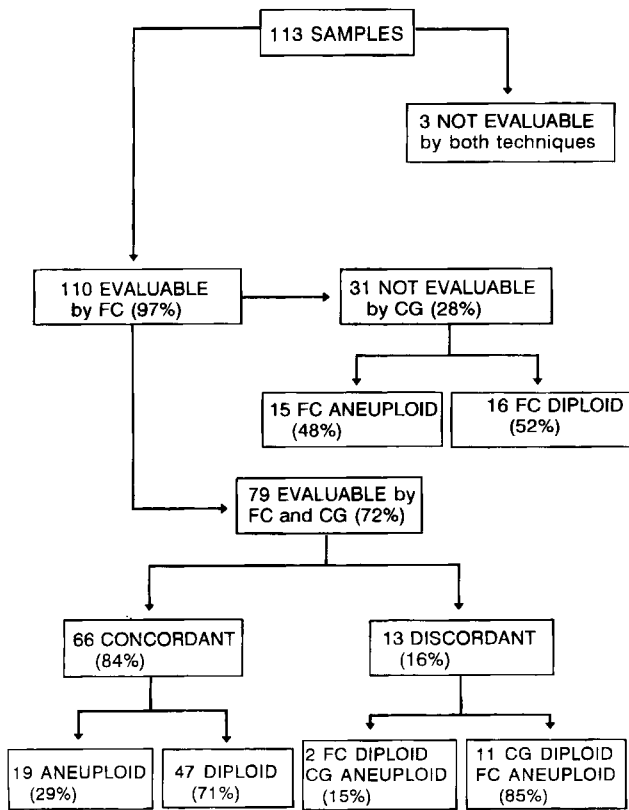 113 SAMPLES
3 NOT EVALUABLE
by both techniques
110 EVALUABLE
by FC (97%)
31 NOT EVALUABLE
by CG (28%)
15 FC ANEUPLOID
(48%)
16 FC DIPLOID
(52%)
79 EVALUABLE by
FC and CG (72%)
66 CONCORDANT
(84%)
13 DISCORDANT
(16%)
19 ANEUPLOID
(29%)
47 DIPLOID
(71%)
2 FC DIPLOID
CG ANEUPLOID
(15%)
11 CG DIPLOID
FC ANEUPLOID
(85%)